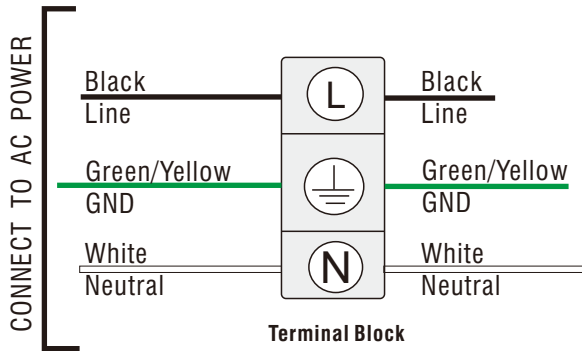 CONNECT TO AC POWER
Black
Line
L
Black
Line
Green/Yellow
GND
Green/Yellow
GND
White
Neutral
N
White
Neutral
Terminal Block